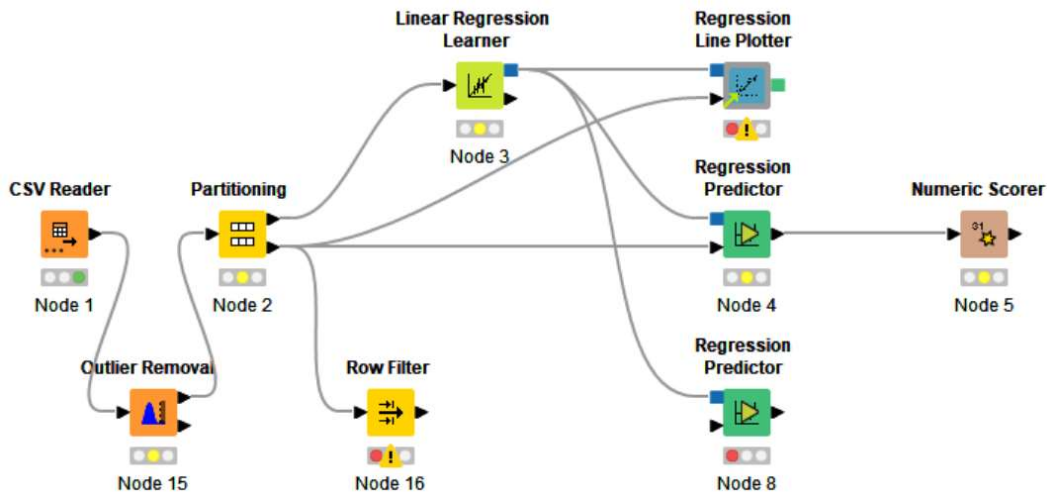 Linear Regression
Learner
Node 3
Regression
Line Plotter
CSV Reader
Node 1
Partitioning
Node 2
Regression
Predictor
Node 4
Numeric Scorer
31
Node 5
Outlier Removal
Node 15
Row Filter
Node 16
Regression
Predictor
Node 8